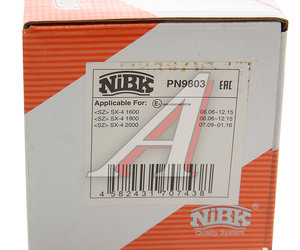 NiBK PN9803 EAC
Applicable For:
<SZ> SX-4 1600 06.06-12.15
<SZ> SX-4 1900 06.06-12.15
<SZ> SX-4 2000 07.09-01.16
4 582431 707438
NiBK
Quality System